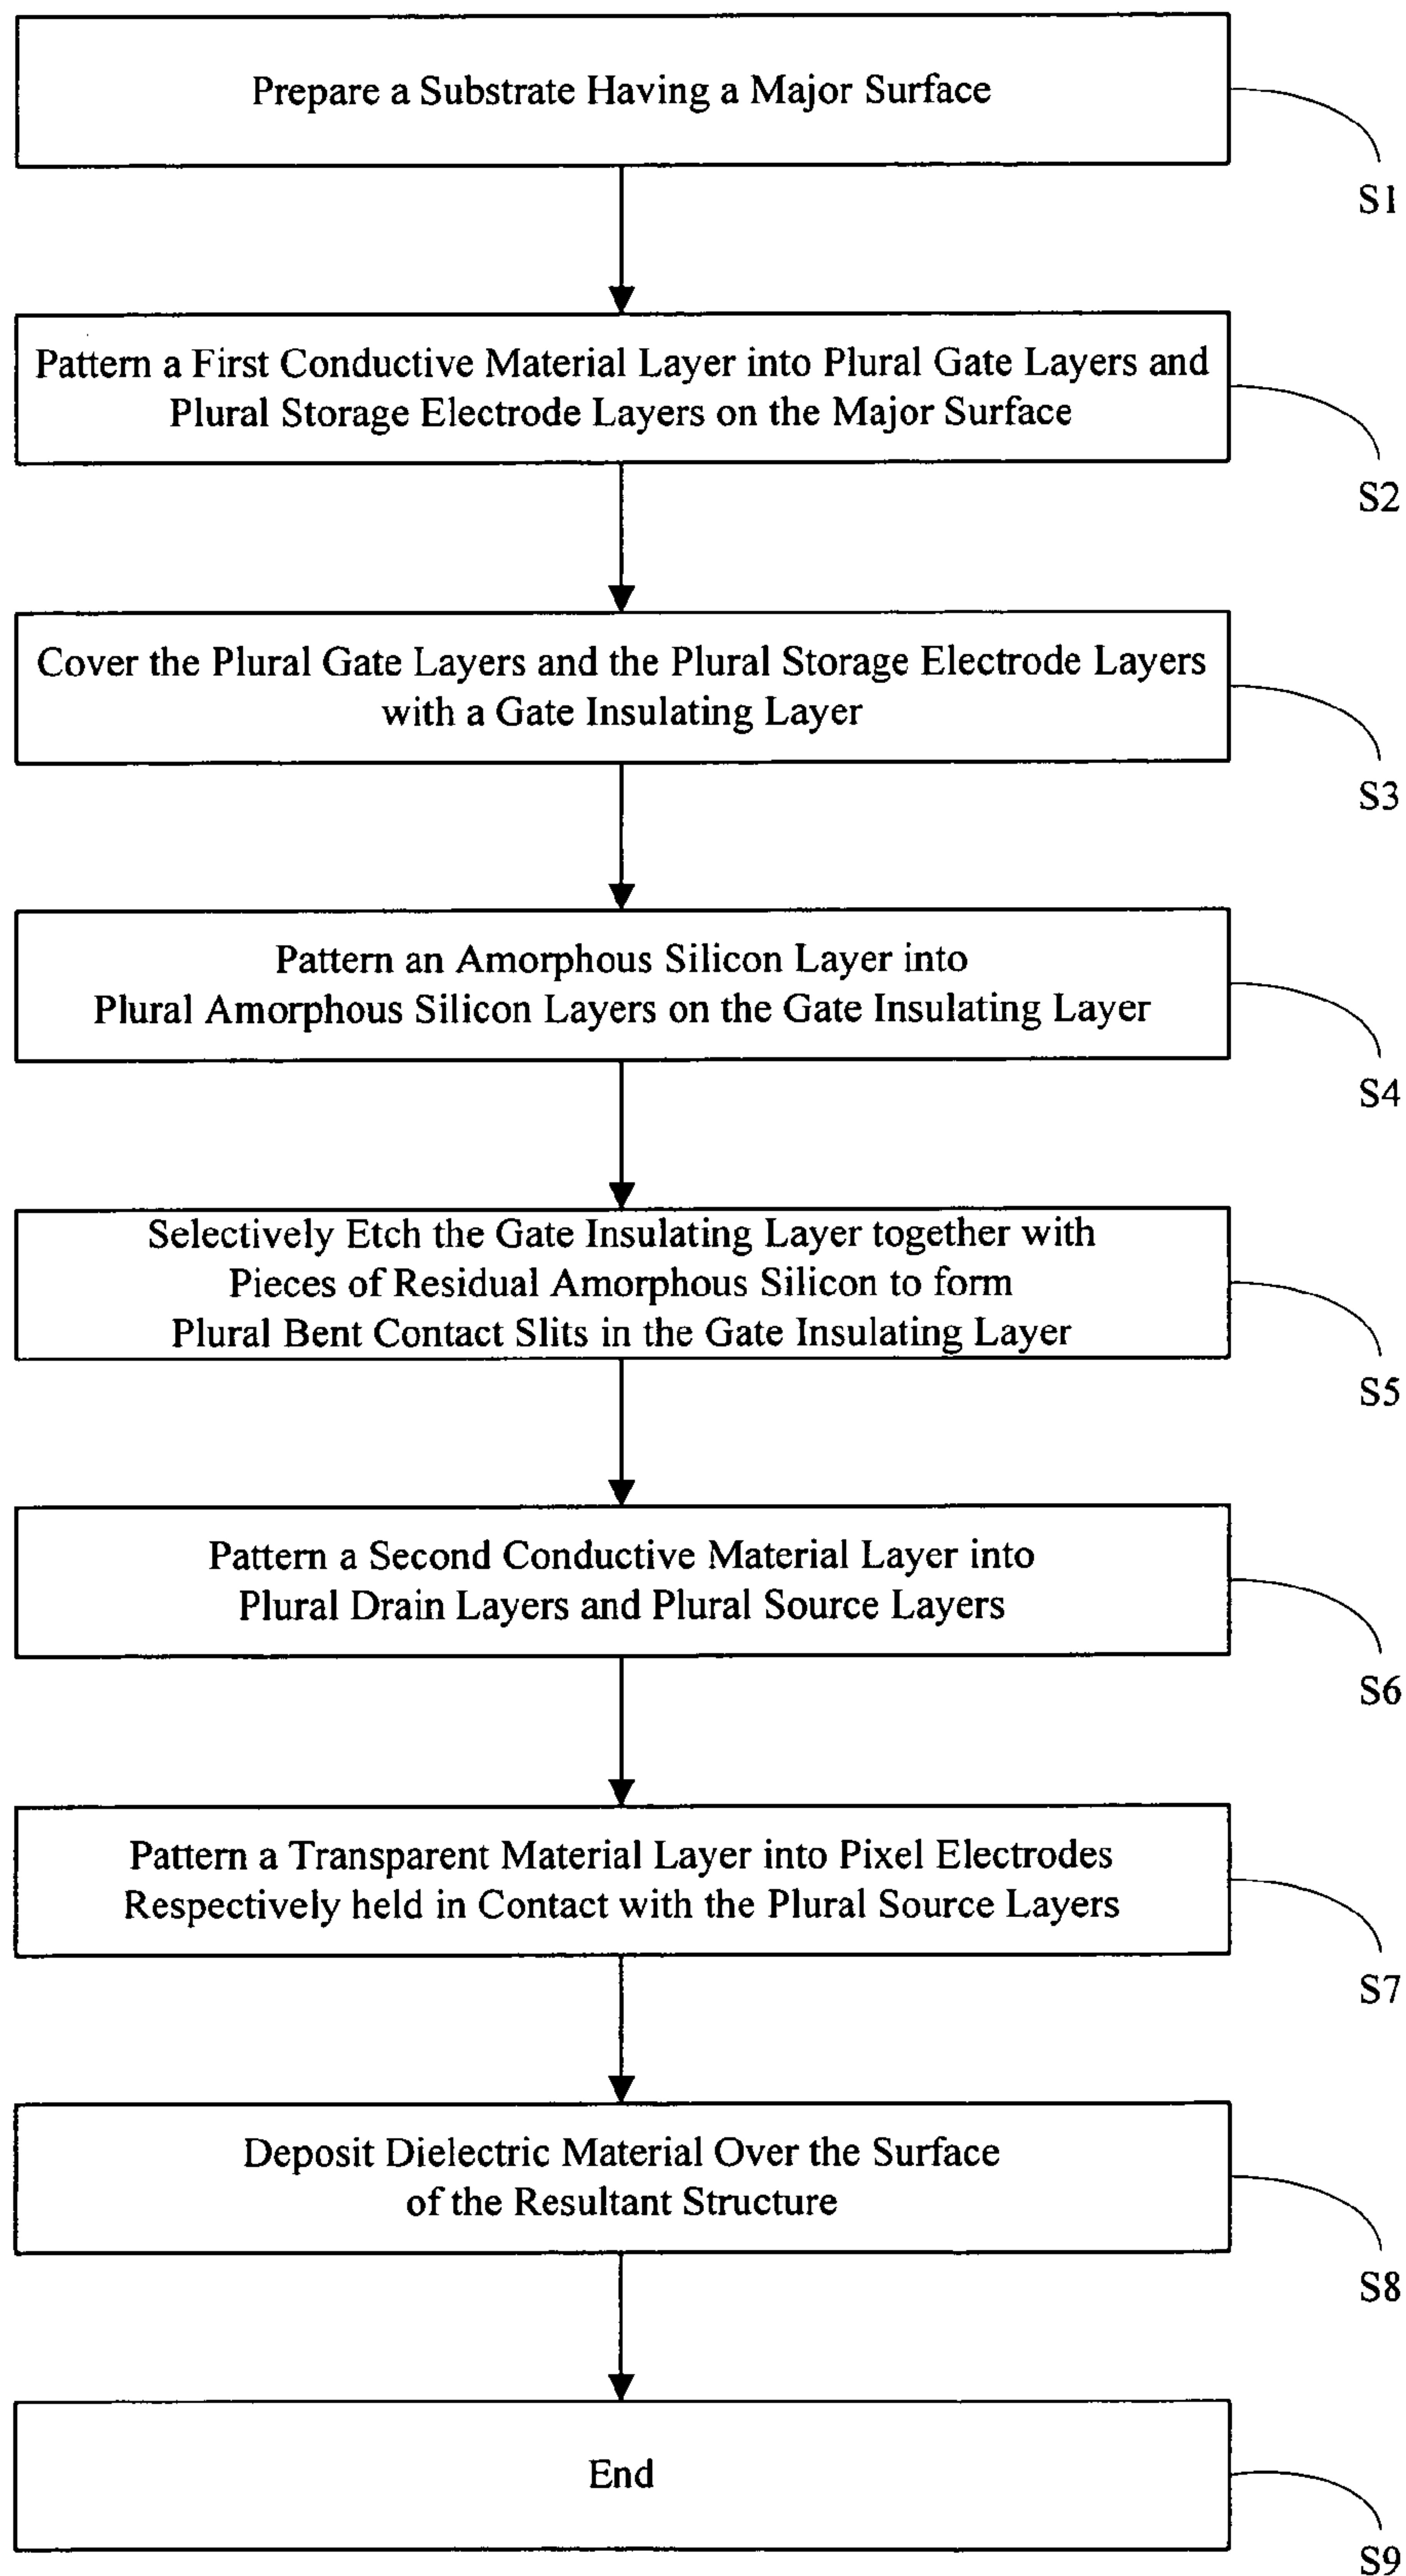 Prepare a Substrate Having a Major Surface
S1
Pattern a First Conductive Material Layer into Plural Gate Layers and
Plural Storage Electrode Layers on the Major Surface
S2
Cover the Plural Gate Layers and the Plural Storage Electrode Layers
with a Gate Insulating Layer
S3
Pattern an Amorphous Silicon Layer into
Plural Amorphous Silicon Layers on the Gate Insulating Layer
S4
Selectively Etch the Gate Insulating Layer together with
Pieces of Residual Amorphous Silicon to form
Plural Bent Contact Slits in the Gate Insulating Layer
S5
Pattern a Second Conductive Material Layer into
Plural Drain Layers and Plural Source Layers
S6
Pattern a Transparent Material Layer into Pixel Electrodes
Respectively held in Contact with the Plural Source Layers
S7
Deposit Dielectric Material Over the Surface
of the Resultant Structure
S8
End
S9